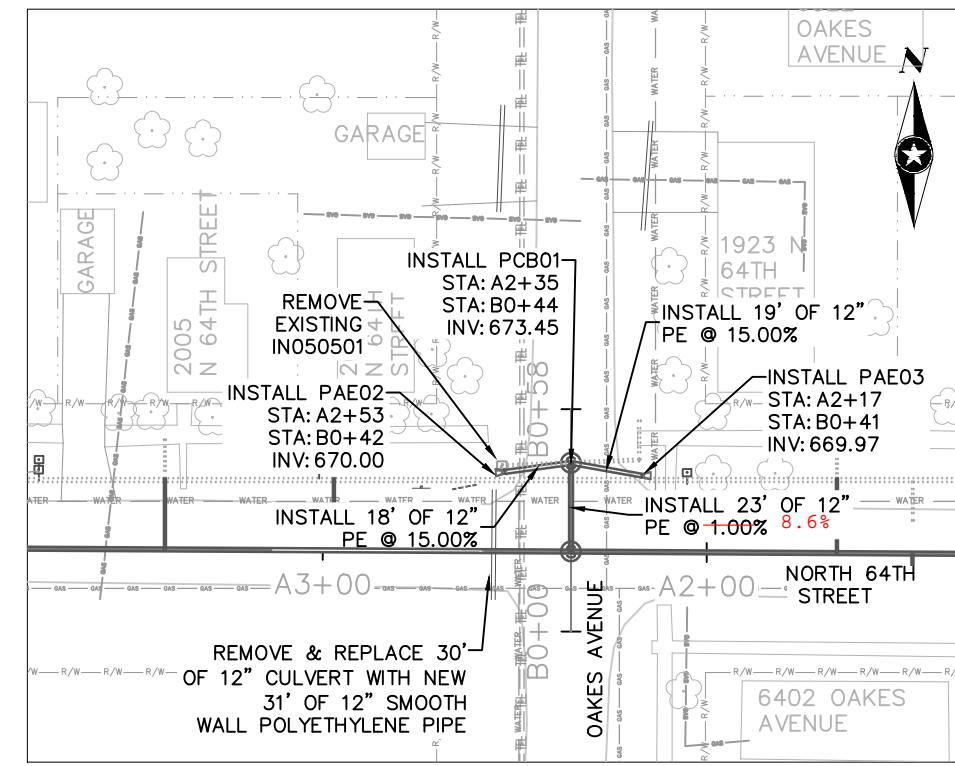 OAKES
AVENUE
N
GARAGE
GARAGE
2005
N 64TH STREET
N 64TH
STREET
1923 N
64TH
STREET
INSTALL PCB01
STA: A2+35
STA: B0+44
INV: 673.45
REMOVE
EXISTING
IN050501
INSTALL 19' OF 12"
PE @ 15.00%
INSTALL PAE02
STA: A2+53
STA: B0+42
INV: 670.00
INSTALL PAE03
STA: A2+17
STA: B0+41
INV: 669.97
B0+58
INSTALL 18' OF 12"
PE @ 15.00%
INSTALL 23' OF 12"
PE @ 1.00% 8.6%
A3+00
A2+00
NORTH 64TH
STREET
B0+00
OAKES AVENUE
REMOVE & REPLACE 30'
OF 12" CULVERT WITH NEW
31' OF 12" SMOOTH
WALL POLYETHYLENE PIPE
6402 OAKES
AVENUE
R/W
WATER
GAS
TEL